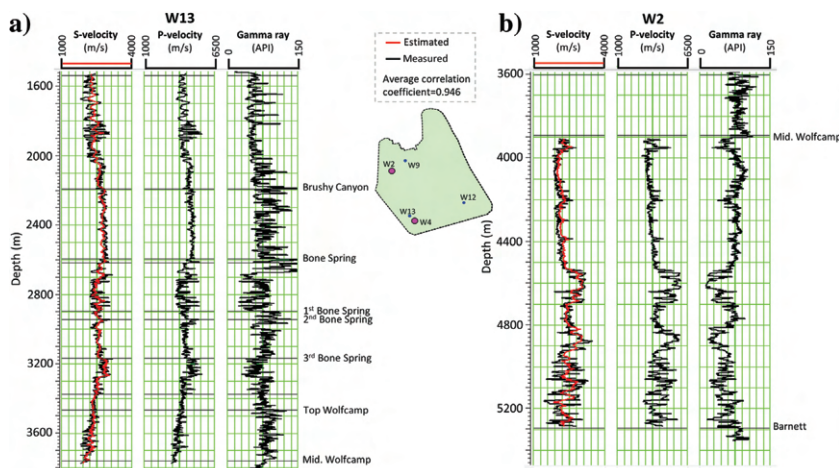 a)
W13
S-velocity
(m/s)
P-velocity
(m/s)
Gamma ray
(API)
1000
4000
1000
6500
0
150
Depth (m)
1600
2000
2400
2800
3200
3600
Brushy Canyon
Bone Spring
1st Bone Spring
2nd Bone Spring
3rd Bone Spring
Top Wolfcamp
Mid. Wolfcamp
Estimated
Measured
Average correlation
coefficient=0.946
W2
W9
W12
W13
W4
b)
W2
S-velocity
(m/s)
P-velocity
(m/s)
Gamma ray
(API)
1000
4000
1000
6500
0
150
Depth (m)
3600
4000
4400
4800
5200
Mid. Wolfcamp
Barnett